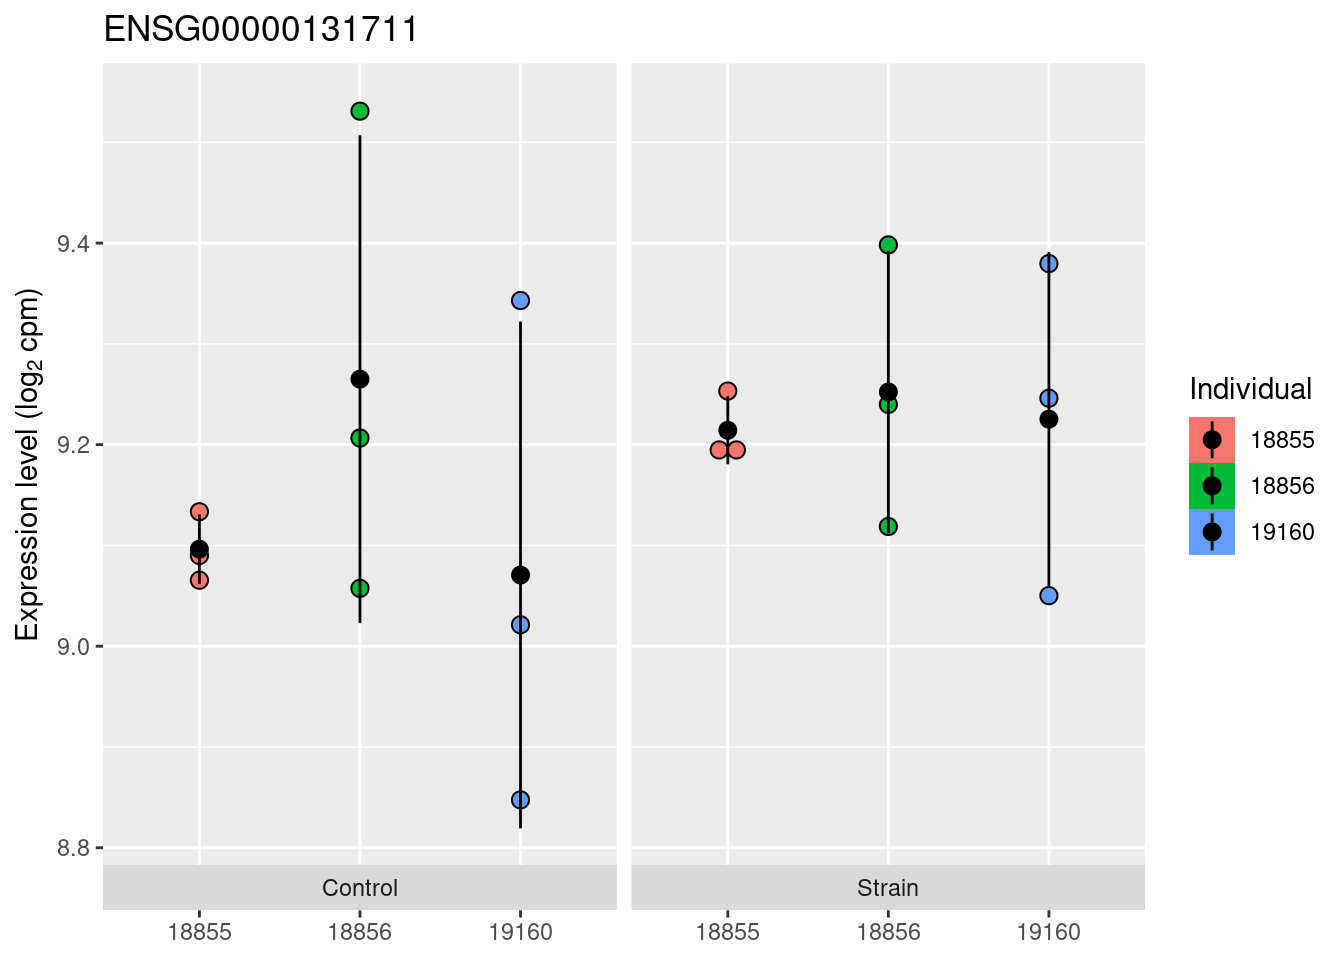 ENSG00000131711
Expression level (log2 cpm)
9.4
9.2
9.0
8.8
Control
Strain
18855
18856
19160
18855
18856
19160
Individual
18855
18856
19160